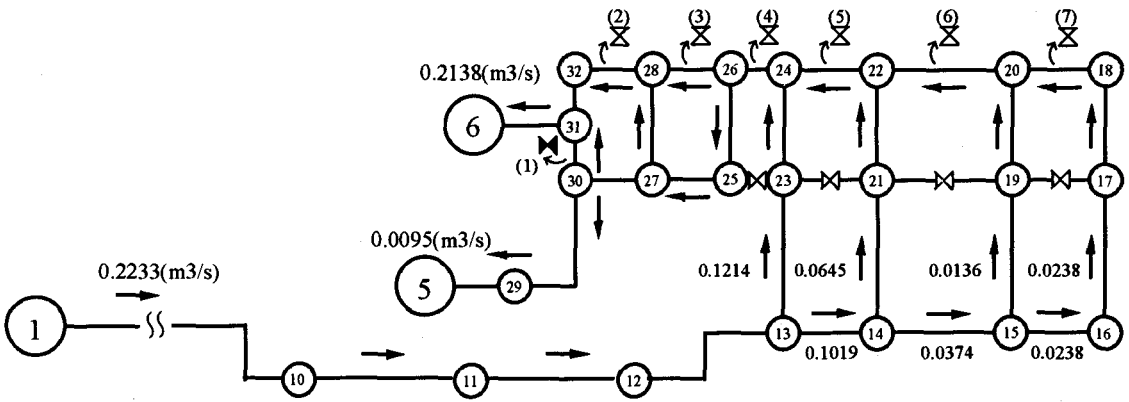 (2) (3) (4) (5) (6) (7)
32 28 26 24 22 20 18
0.2138(m3/s)
6 31
(1)
30 27 25 23 21 19 17
0.0095(m3/s)
5 29
0.2233(m3/s)
0.1214 0.0645 0.0136 0.0238
1
13 14 15 16
0.1019 0.0374 0.0238
10 11 12